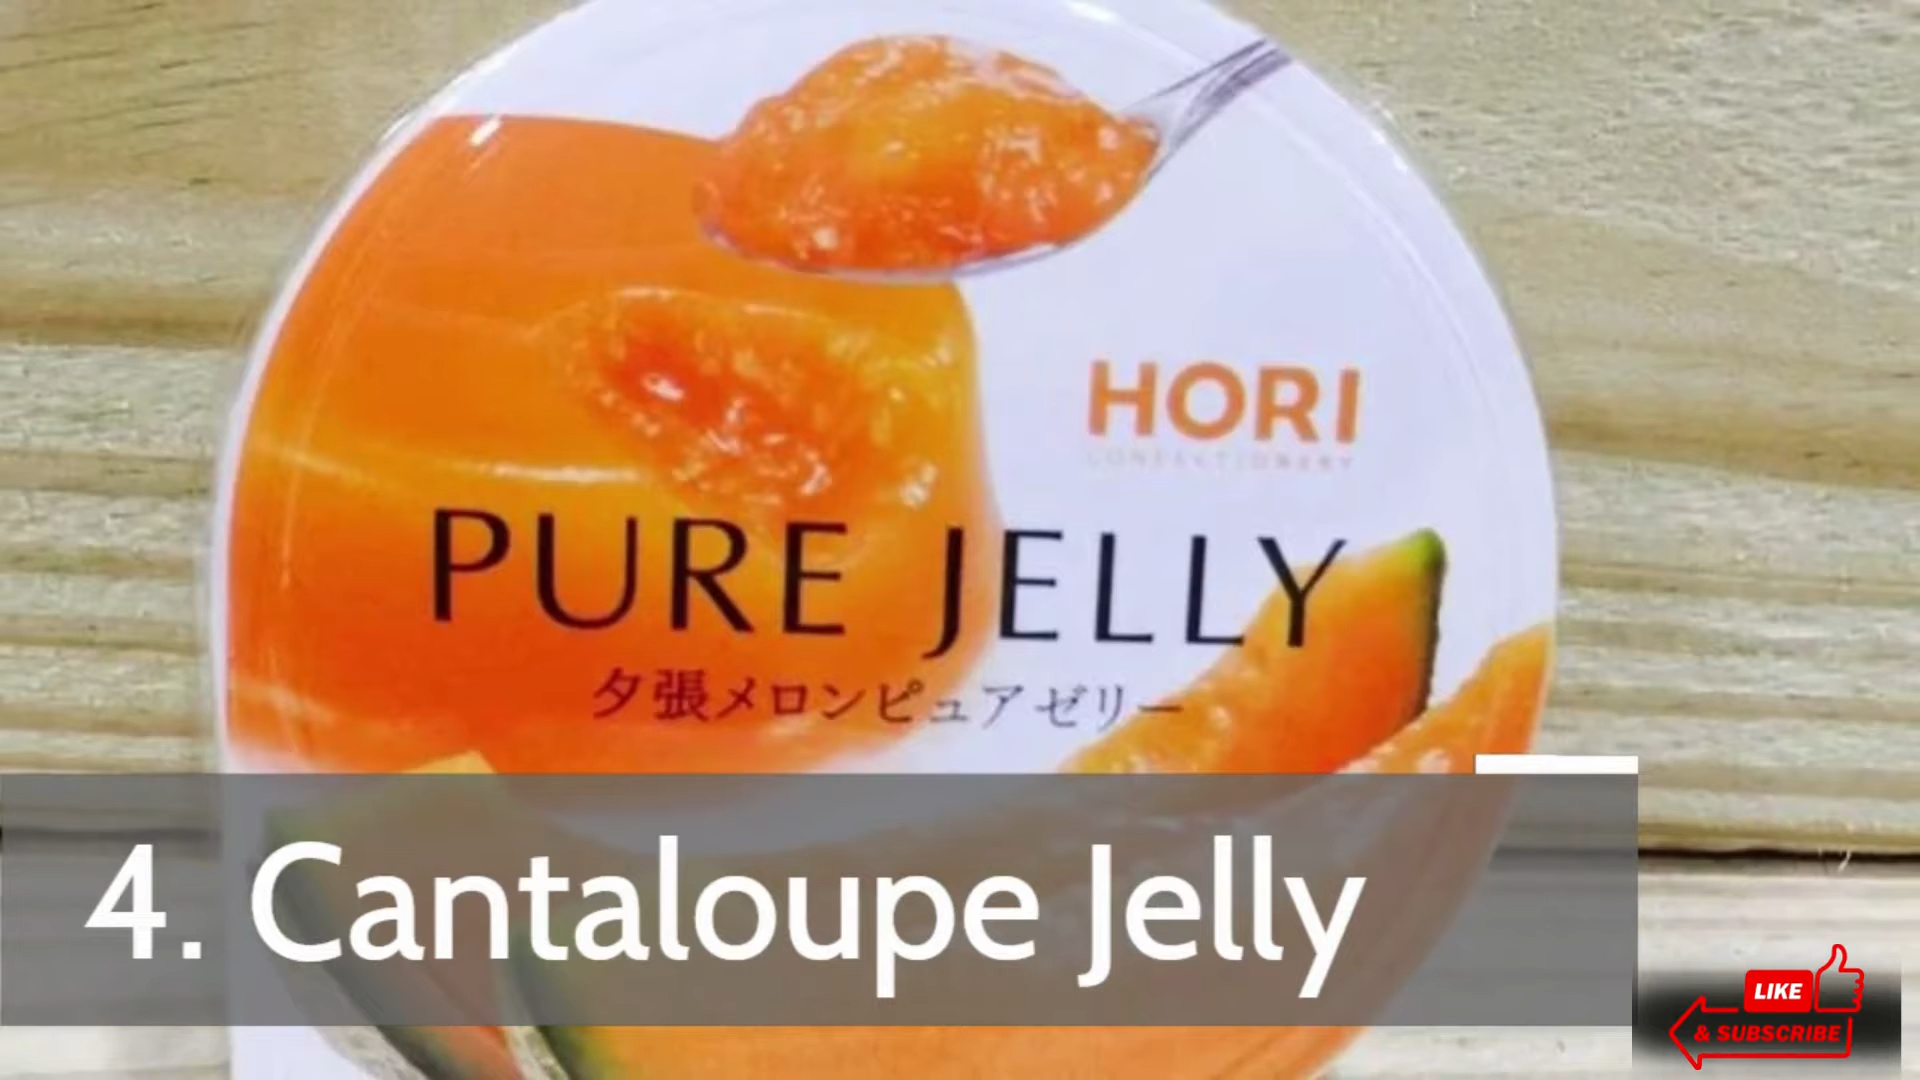 HORI
CONFECTIONERY
PURE JELLY
夕張メロンピュアゼリー
4. Cantaloupe Jelly
LIKE
& SUBSCRIBE